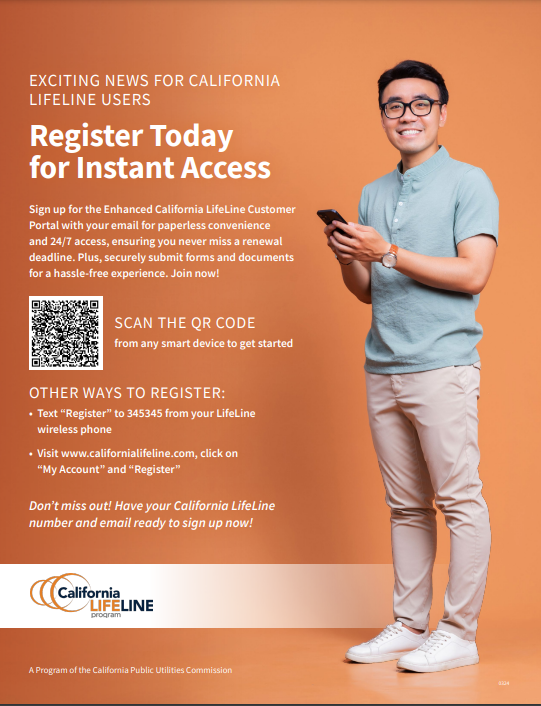 EXCITING NEWS FOR CALIFORNIA
LIFELINE USERS
Register Today
for Instant Access
Sign up for the Enhanced California LifeLine Customer
Portal with your email for paperless convenience
and 24/7 access, ensuring you never miss a renewal
deadline. Plus, securely submit forms and documents
for a hassle-free experience. Join now!
SCAN THE QR CODE
from any smart device to get started
OTHER WAYS TO REGISTER:
• Text “Register” to 345345 from your LifeLine
wireless phone
• Visit www.californialifeline.com, click on
“My Account” and “Register”
Don’t miss out! Have your California LifeLine
number and email ready to sign up now!
California
LIFELINE
program
A Program of the California Public Utilities Commission